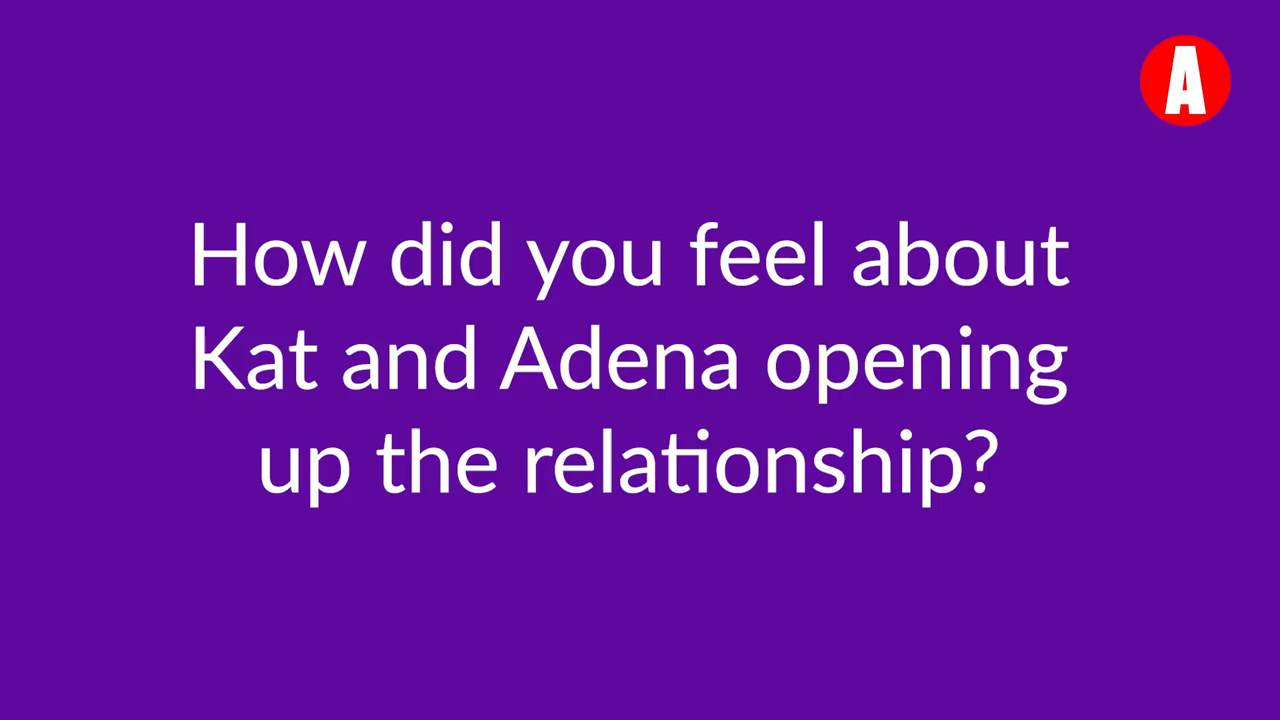 A
How did you feel about
Kat and Adena opening
up the relationship?